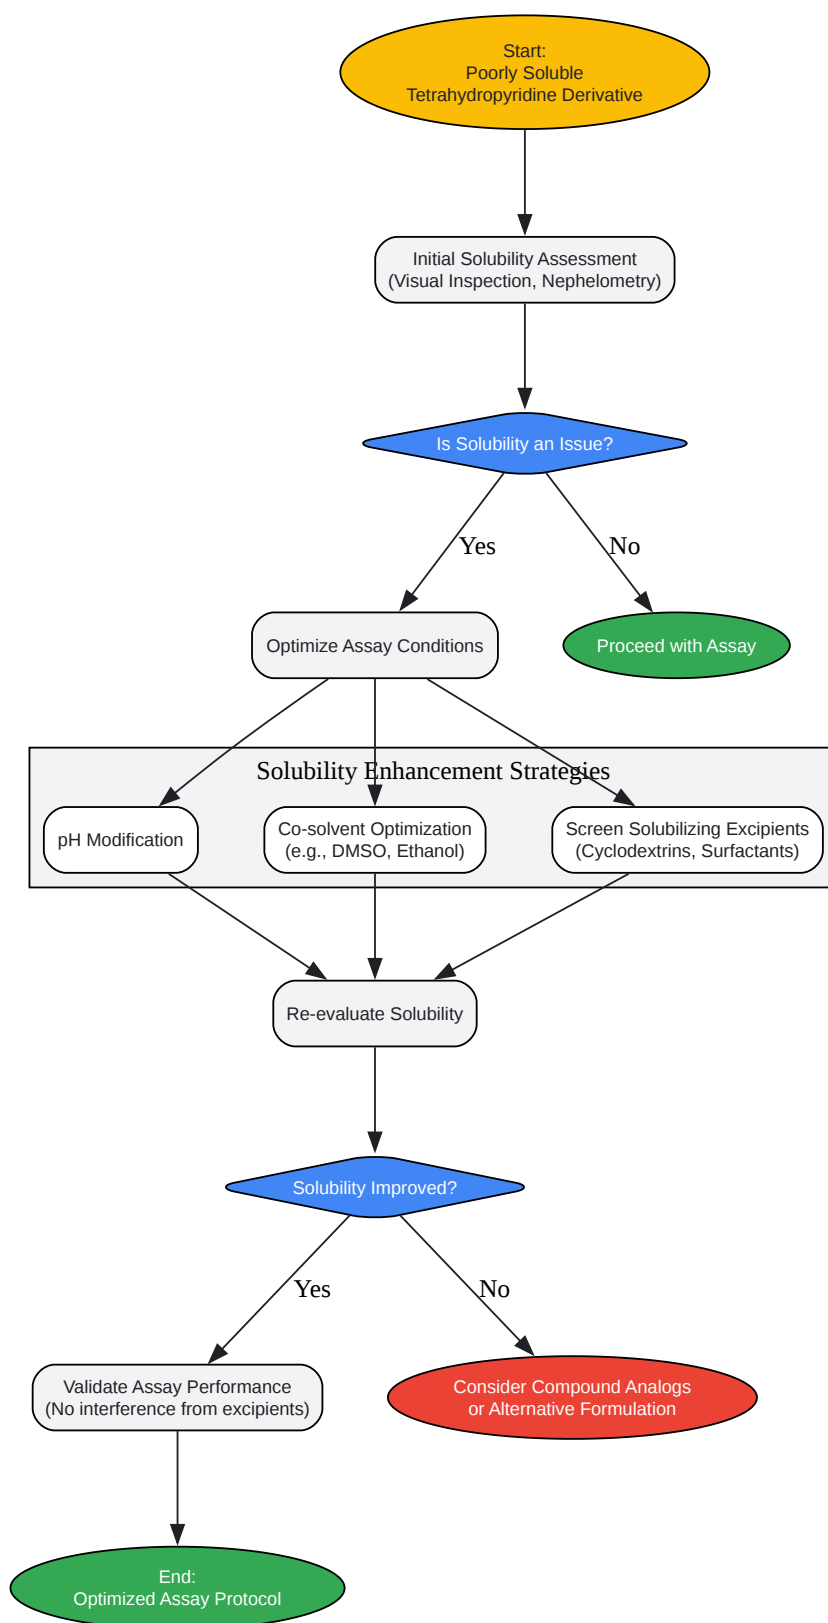 Start:
Poorly Soluble
Tetrahydropyridine Derivative
Initial Solubility Assessment
(Visual Inspection, Nephelometry)
Is Solubility an Issue?
Yes
No
Optimize Assay Conditions
Proceed with Assay
Solubility Enhancement Strategies
pH Modification
Co-solvent Optimization
(e.g., DMSO, Ethanol)
Screen Solubilizing Excipients
(Cyclodextrins, Surfactants)
Re-evaluate Solubility
Solubility Improved?
Yes
No
Validate Assay Performance
(No interference from excipients)
Consider Compound Analogs
or Alternative Formulation
End:
Optimized Assay Protocol